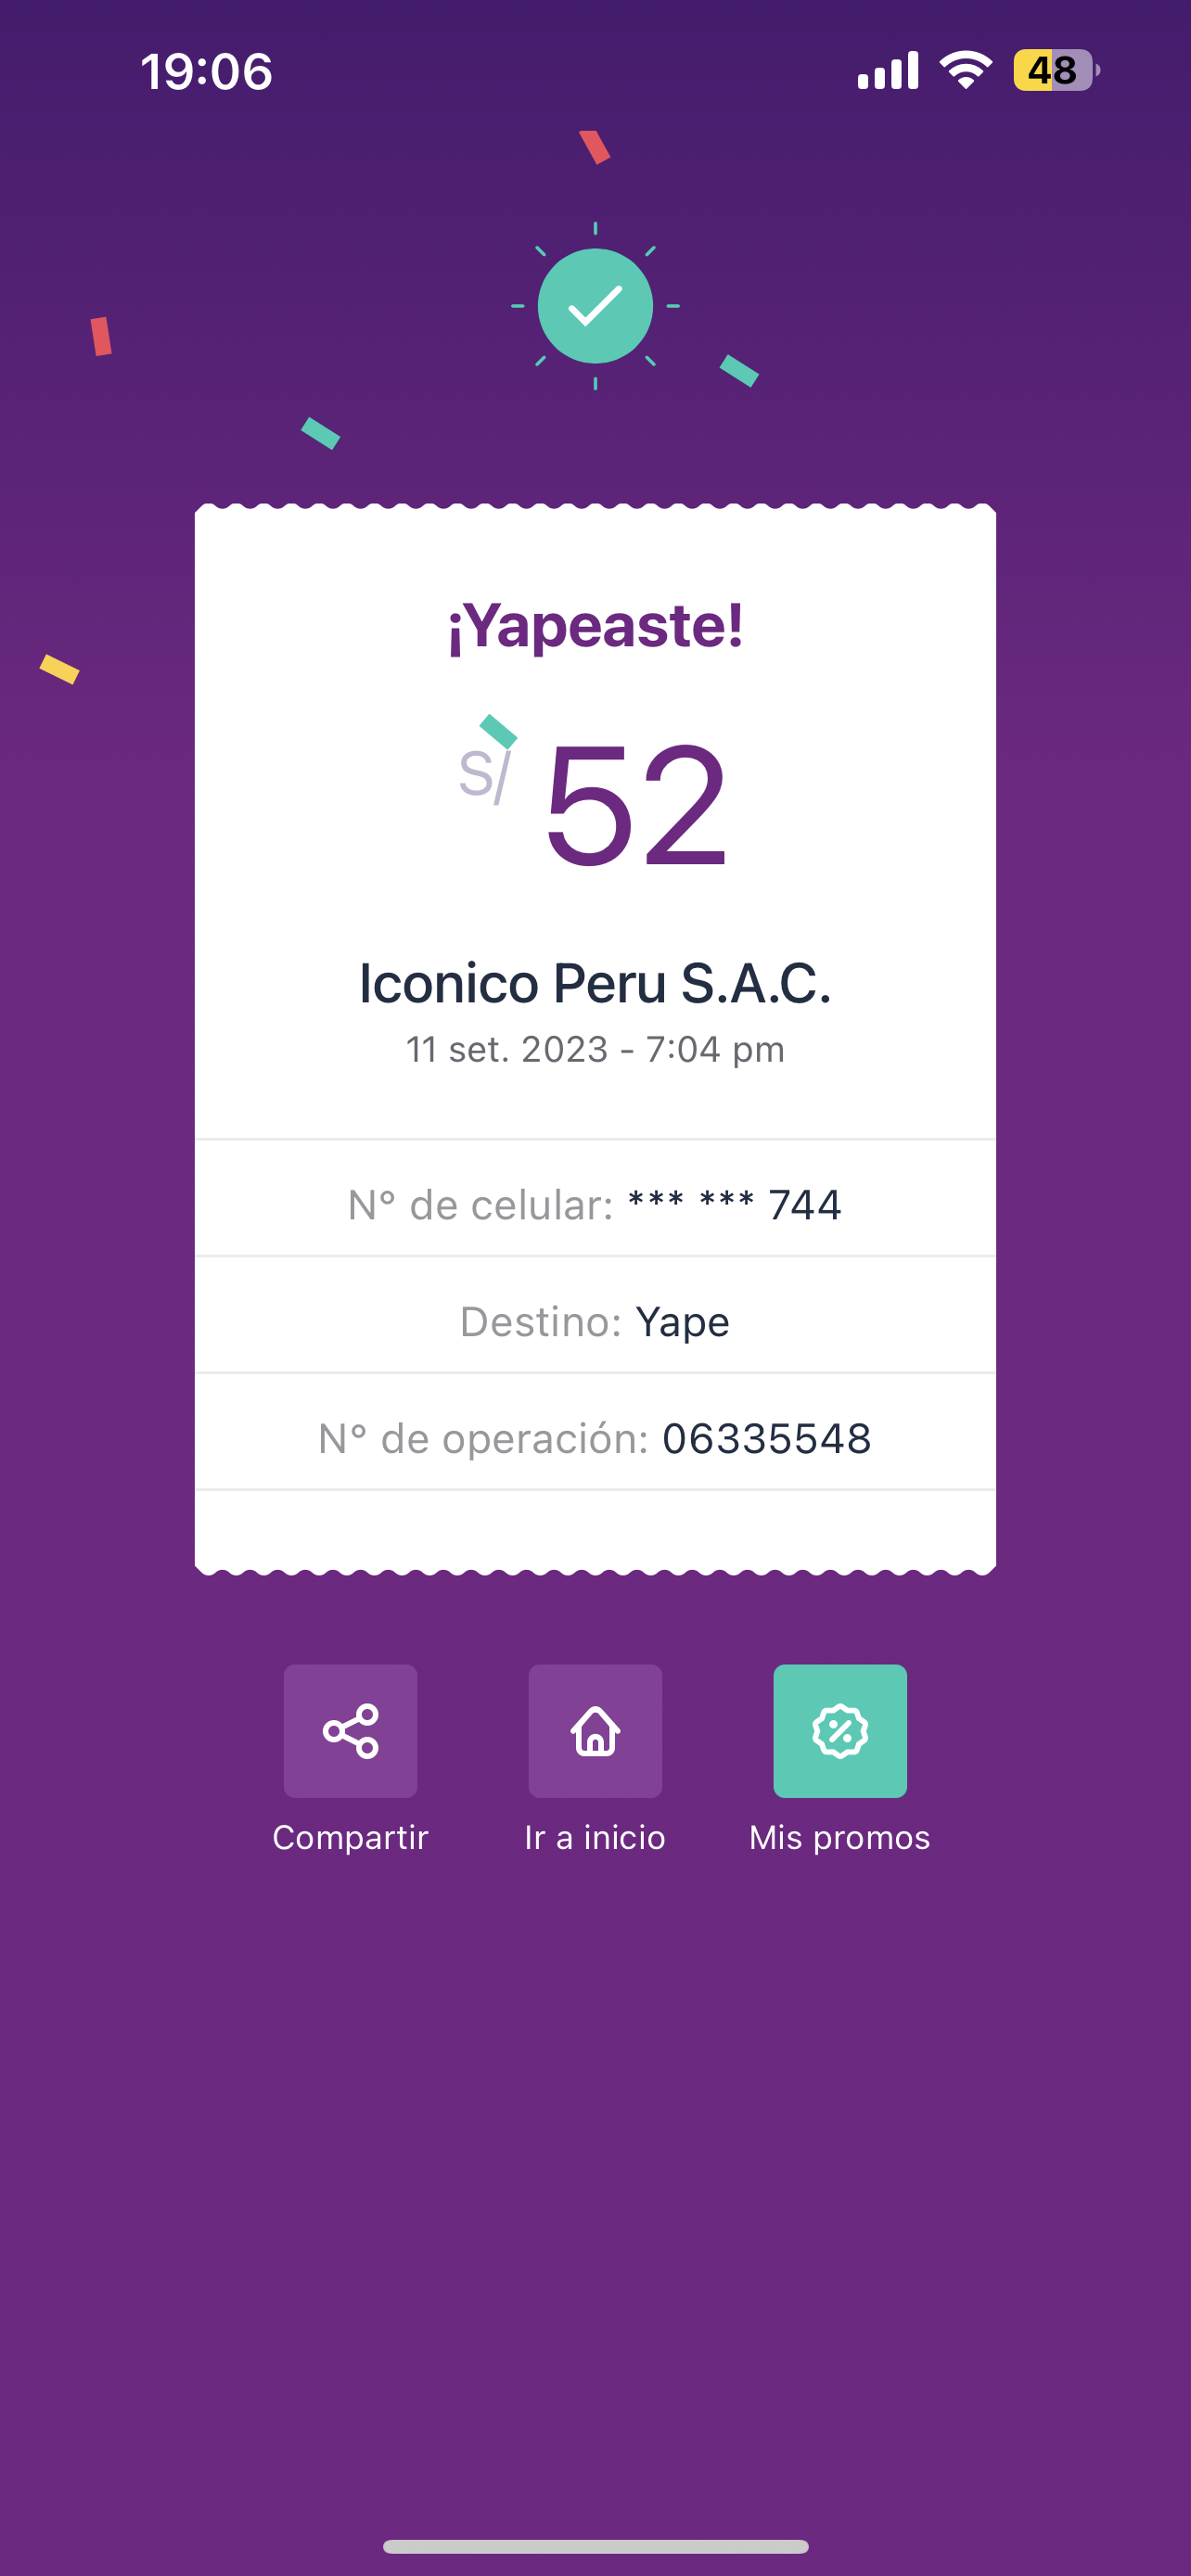 19:06
48
¡Yapeaste!
S/ 52
Iconico Peru S.A.C.
11 set. 2023 - 7:04 pm
N° de celular: *** *** 744
Destino: Yape
N° de operación: 06335548
Compartir
Ir a inicio
Mis promos